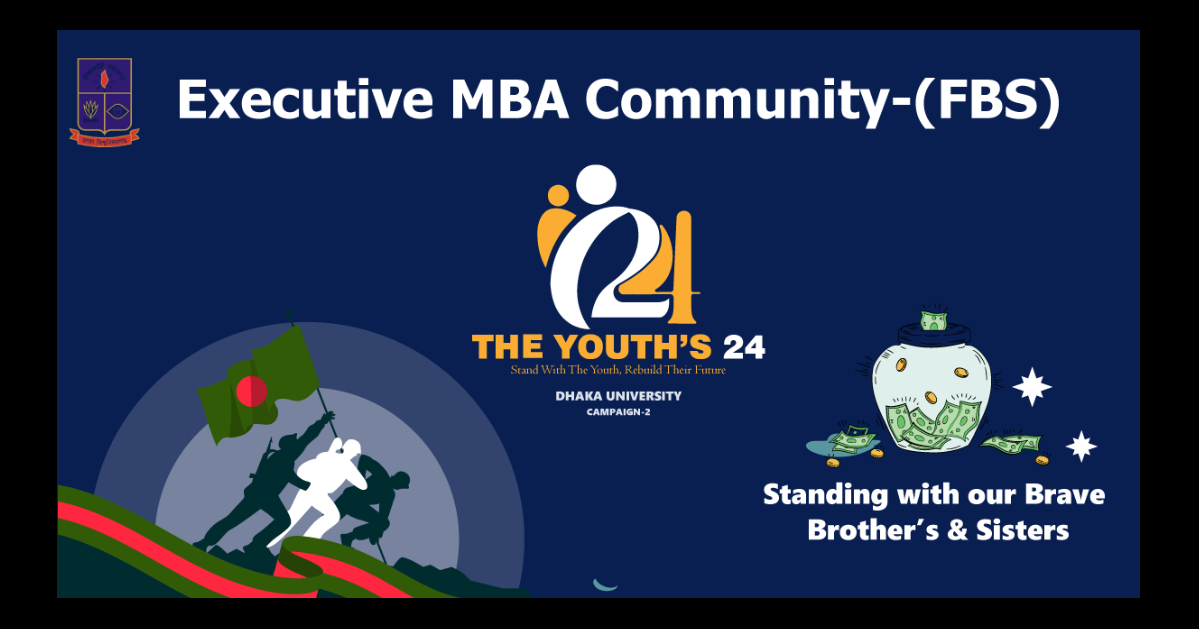 Executive MBA Community-(FBS)
24
THE YOUTH'S 24
Stand With The Youth, Rebuild Their Future
DHAKA UNIVERSITY
CAMPAIGN-2
Standing with our Brave
Brother's & Sisters